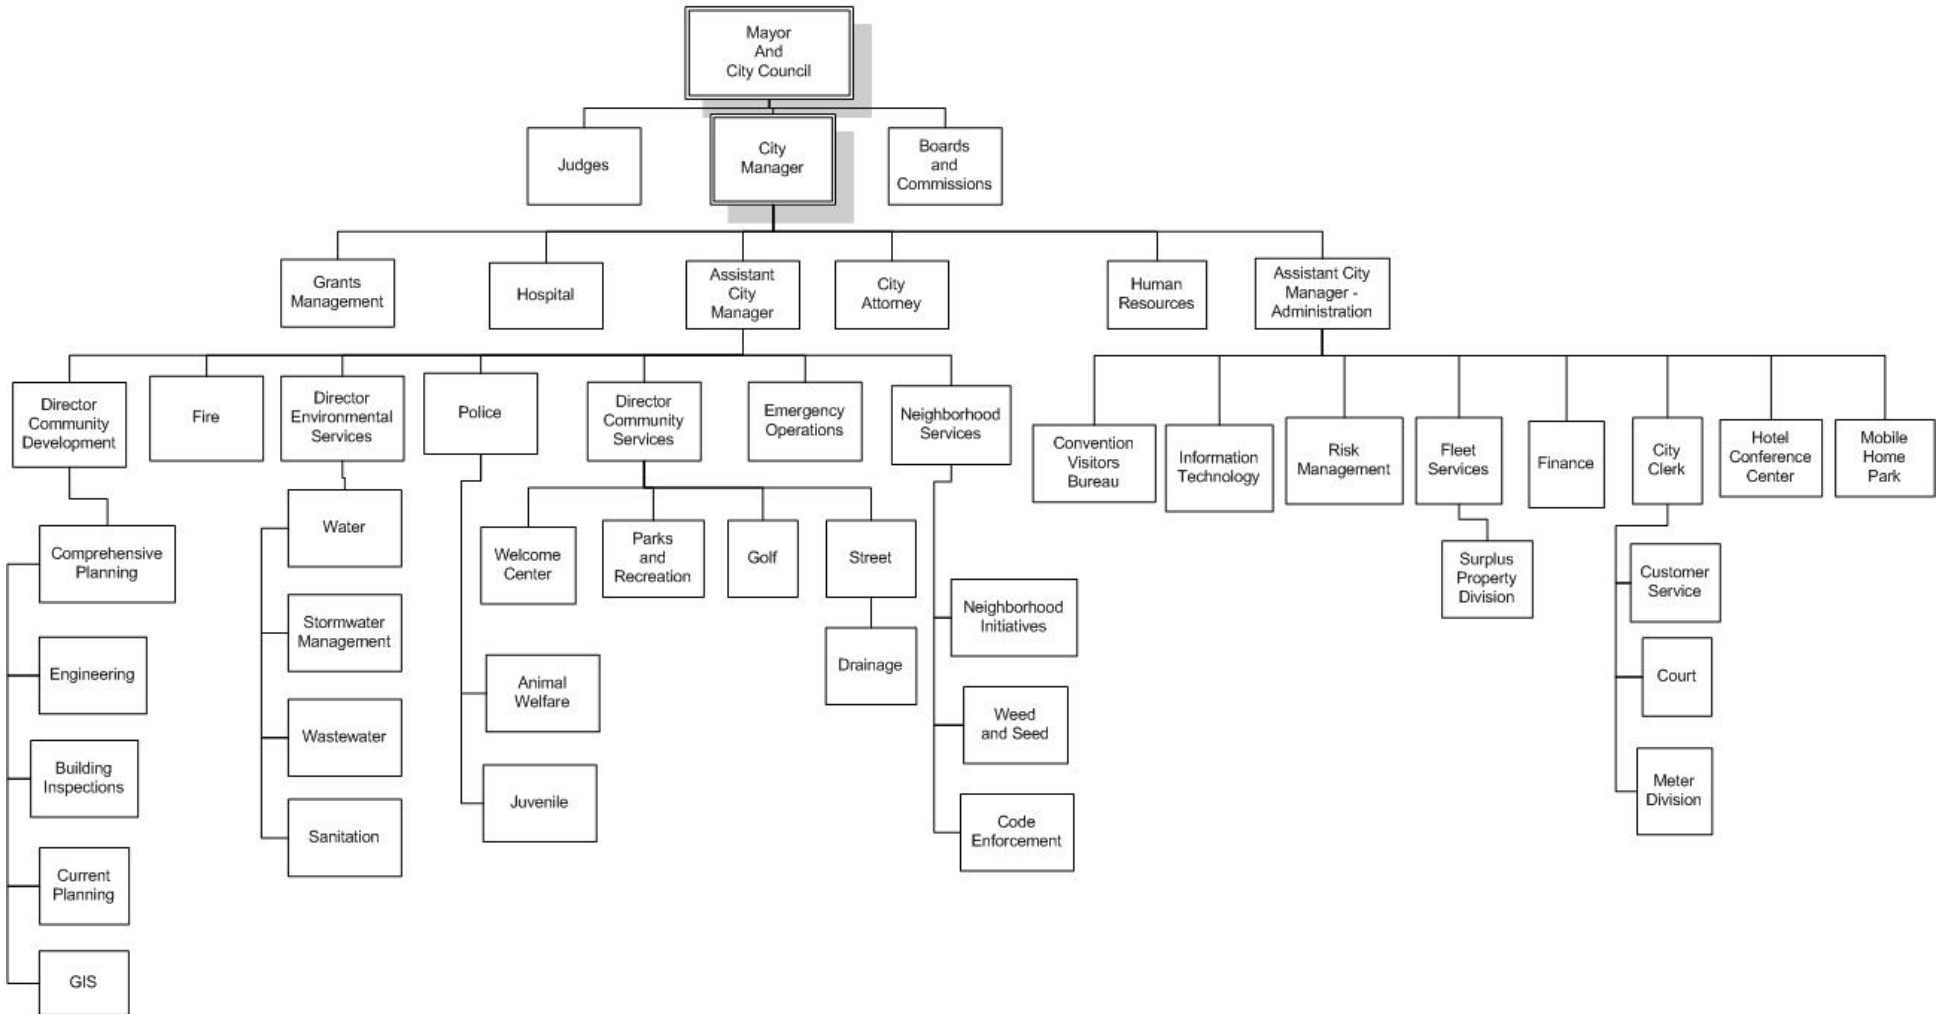 Mayor
And
City Council
Judges
City
Manager
Boards
and
Commissions
Grants
Management
Hospital
Assistant
City
Manager
City
Attorney
Human
Resources
Assistant City
Manager -
Administration
Director
Community
Development
Fire
Director
Environmental
Services
Police
Director
Community
Services
Emergency
Operations
Neighborhood
Services
Convention
Visitors
Bureau
Information
Technology
Risk
Management
Fleet
Services
Finance
City
Clerk
Hotel
Conference
Center
Mobile
Home
Park
Comprehensive
Planning
Engineering
Building
Inspections
Current
Planning
GIS
Water
Stormwater
Management
Wastewater
Sanitation
Animal
Welfare
Juvenile
Welcome
Center
Parks
and
Recreation
Golf
Street
Drainage
Neighborhood
Initiatives
Weed
and Seed
Code
Enforcement
Surplus
Property
Division
Customer
Service
Court
Meter
Division